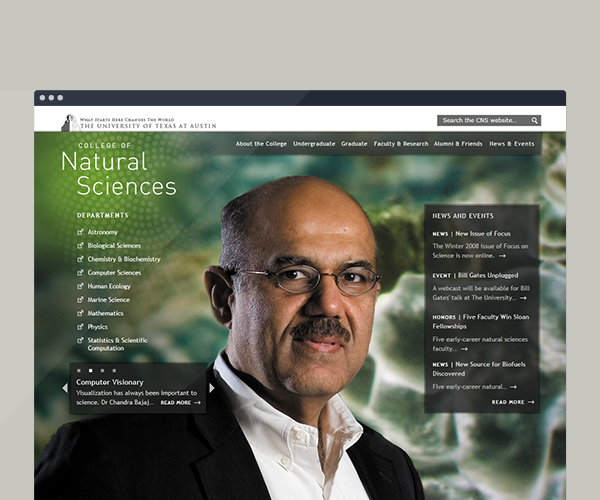 WHAT STARTS HERE CHANGES THE WORLD
THE UNIVERSITY OF TEXAS AT AUSTIN
Search the CNS website...
COLLEGE OF
Natural
Sciences
About the College Undergraduate Graduate Faculty & Research Alumni & Friends News & Events
DEPARTMENTS
Astronomy
Biological Sciences
Chemistry & Biochemistry
Computer Sciences
Human Ecology
Marine Science
Mathematics
Physics
Statistics & Scientific
Computation
Computer Visionary
Visualization has always been important to
science. Dr Chandra Bajaj... READ MORE →
NEWS AND EVENTS
NEWS | New Issue of Focus
The Winter 2008 Issue of Focus on
Science is now online. →
EVENT | Bill Gates Unplugged
A webcast will be available for Bill
Gates' talk at The University... →
HONORS | Five Faculty Win Sloan
Fellowships
Five early-career natural sciences
faculty... →
NEWS | New Source for Biofuels
Discovered
Five early-career natural... →
READ MORE →